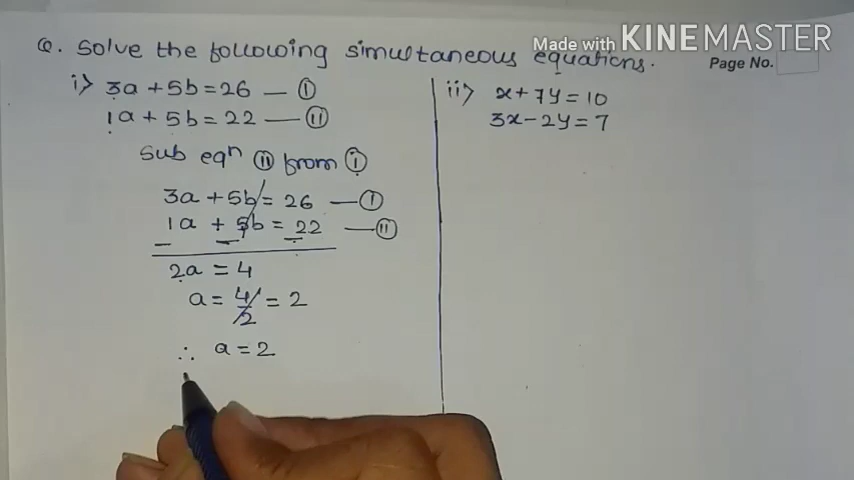 Made with KINEMASTER
Q. Solve the following simultaneous equations.
Page No.
i> 3a + 5b = 26 — I
1a + 5b = 22 — II
Sub eqn II from I
3a + 5b = 26 — I
1a + 5b = 22 — II
2a = 4
a = 4/2 = 2
∴ a = 2
ii> x + 7y = 10
3x - 2y = 7